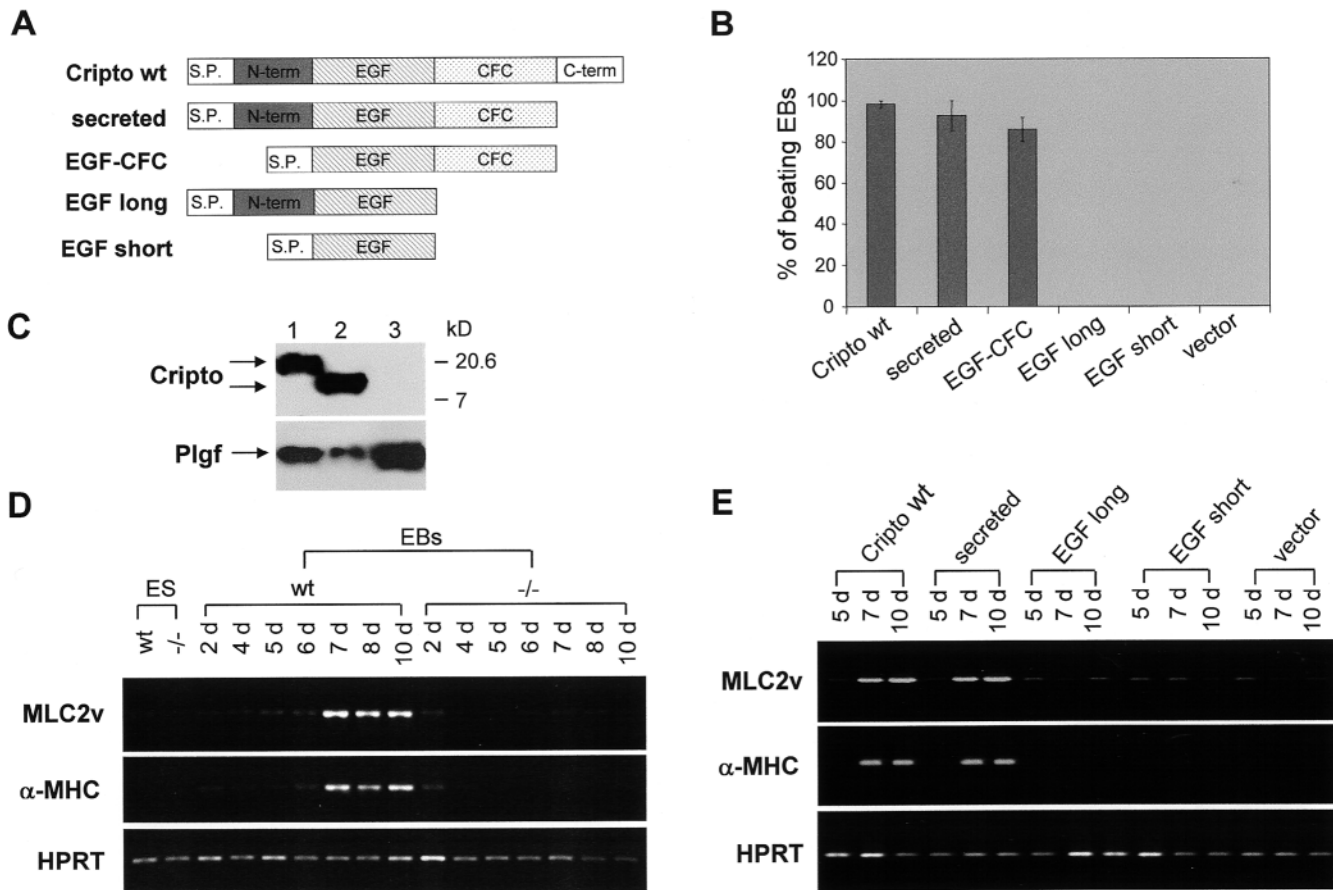 A
Cripto wt S.P. N-term EGF CFC C-term
secreted S.P. N-term EGF CFC
EGF-CFC S.P. EGF CFC
EGF long S.P. N-term EGF
EGF short S.P. EGF
B
% of beating EBs
120
100
80
60
40
20
0
Cripto wt secreted EGF-CFC EGF long EGF short vector
C
1 2 3 kD
Cripto
20.6
7
Plgf
D
EBs
ES wt -/-
wt -/- 2 d 4 d 5 d 6 d 7 d 8 d 10 d 2 d 4 d 5 d 6 d 7 d 8 d 10 d
MLC2v
α-MHC
HPRT
E
Cripto wt secreted EGF long EGF short vector
5 d 7 d 10 d 5 d 7 d 10 d 5 d 7 d 10 d 5 d 7 d 10 d 5 d 7 d 10 d
MLC2v
α-MHC
HPRT